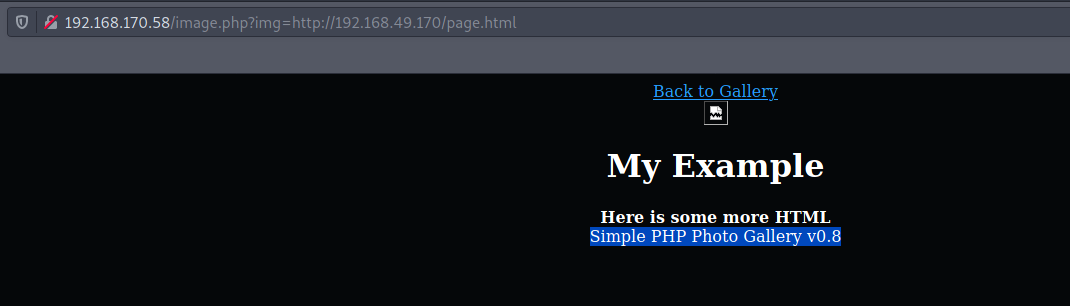 192.168.170.58/image.php?img=http://192.168.49.170/page.html
Back to Gallery
My Example
Here is some more HTML
Simple PHP Photo Gallery v0.8